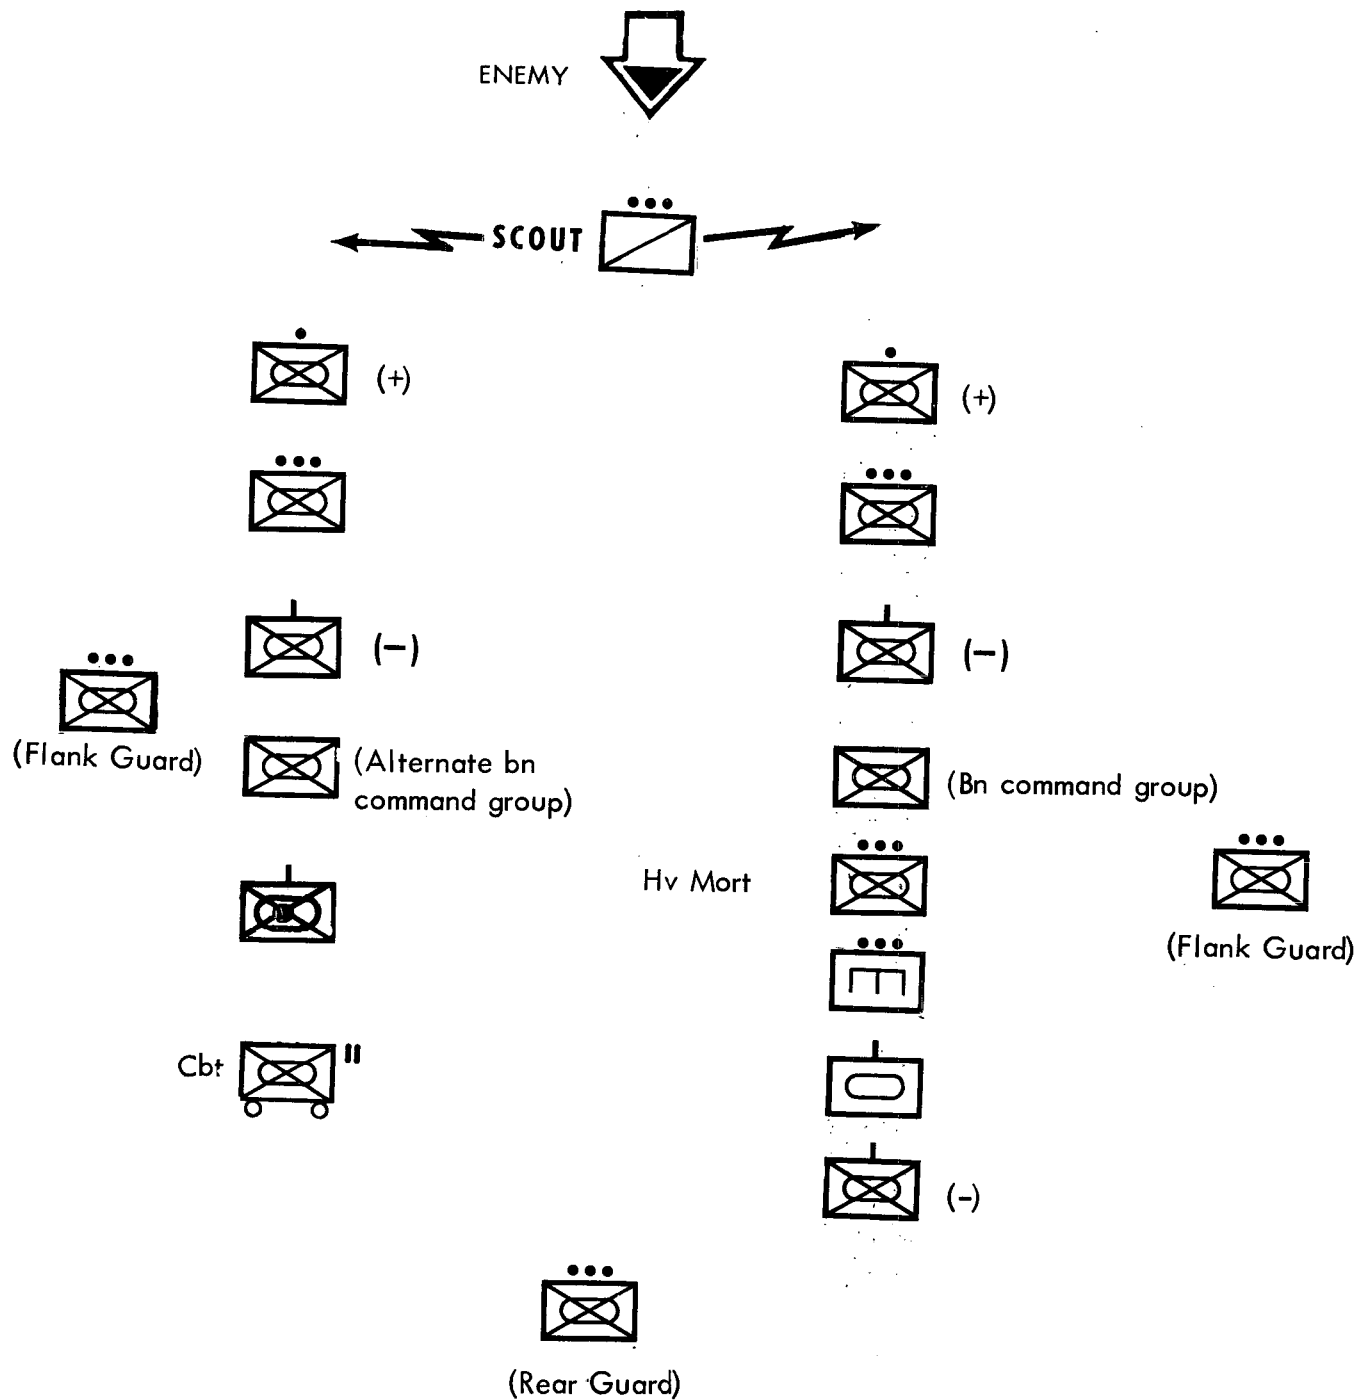 ENEMY
SCOUT
(+)
(+)
(-)
(-)
(Flank Guard)
(Alternate bn
command group)
(Bn command group)
Hv Mort
(Flank Guard)
Cbt
II
(-)
(Rear Guard)